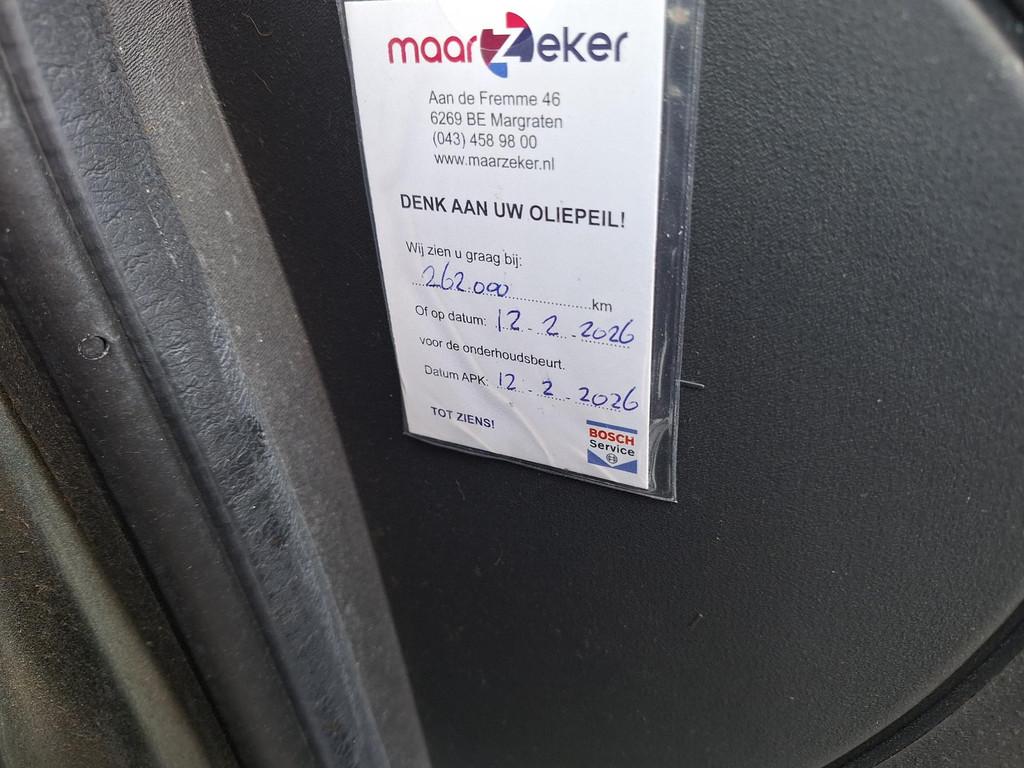 maarZeker
Aan de Fremme 46
6269 BE Margraten
(043) 458 98 00
www.maarzeker.nl
DENK AAN UW OLIEPEIL!
Wij zien u graag bij:
262.000 km
Of op datum: 12-2-2026
voor de onderhoudsbeurt.
Datum APK: 12-2-2026
TOT ZIENS!
BOSCH
Service